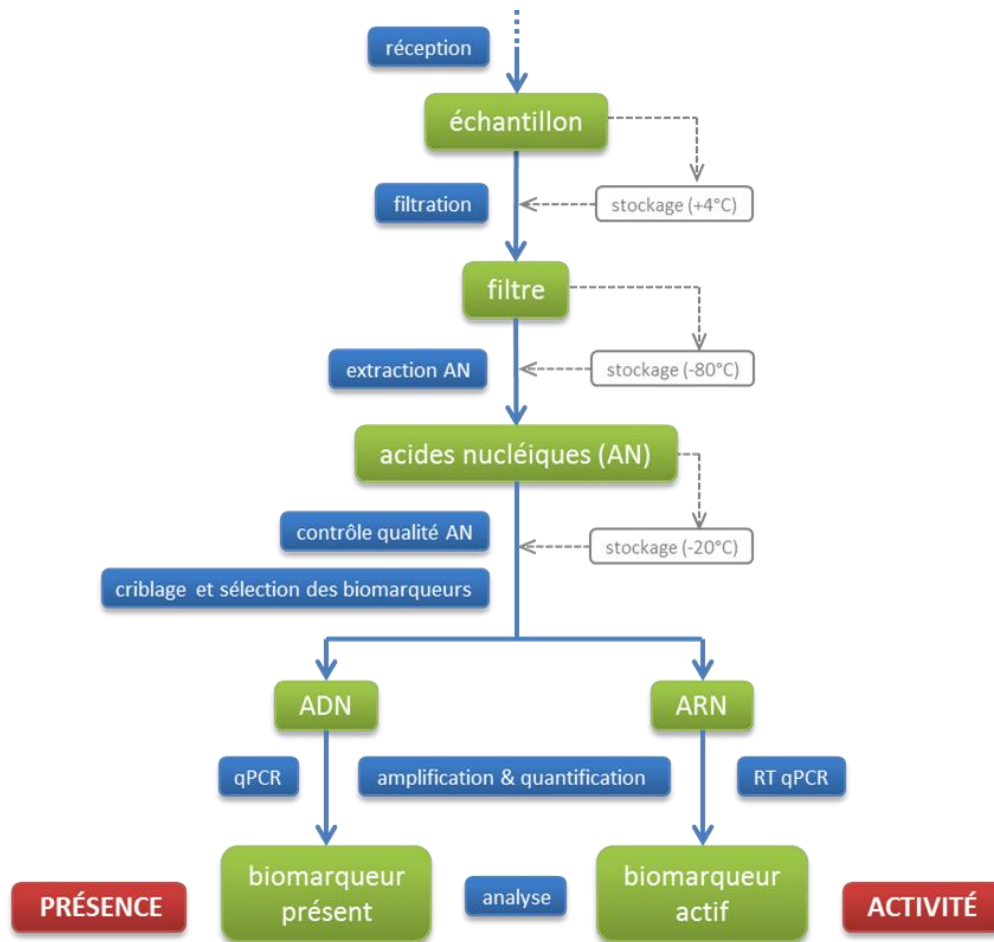 réception
échantillon
filtration
stockage (+4°C)
filtre
extraction AN
stockage (-80°C)
acides nucléiques (AN)
contrôle qualité AN
stockage (-20°C)
criblage et sélection des biomarqueurs
ADN
ARN
qPCR
amplification & quantification
RT qPCR
PRÉSENCE
biomarqueur
présent
analyse
biomarqueur
actif
ACTIVITÉ